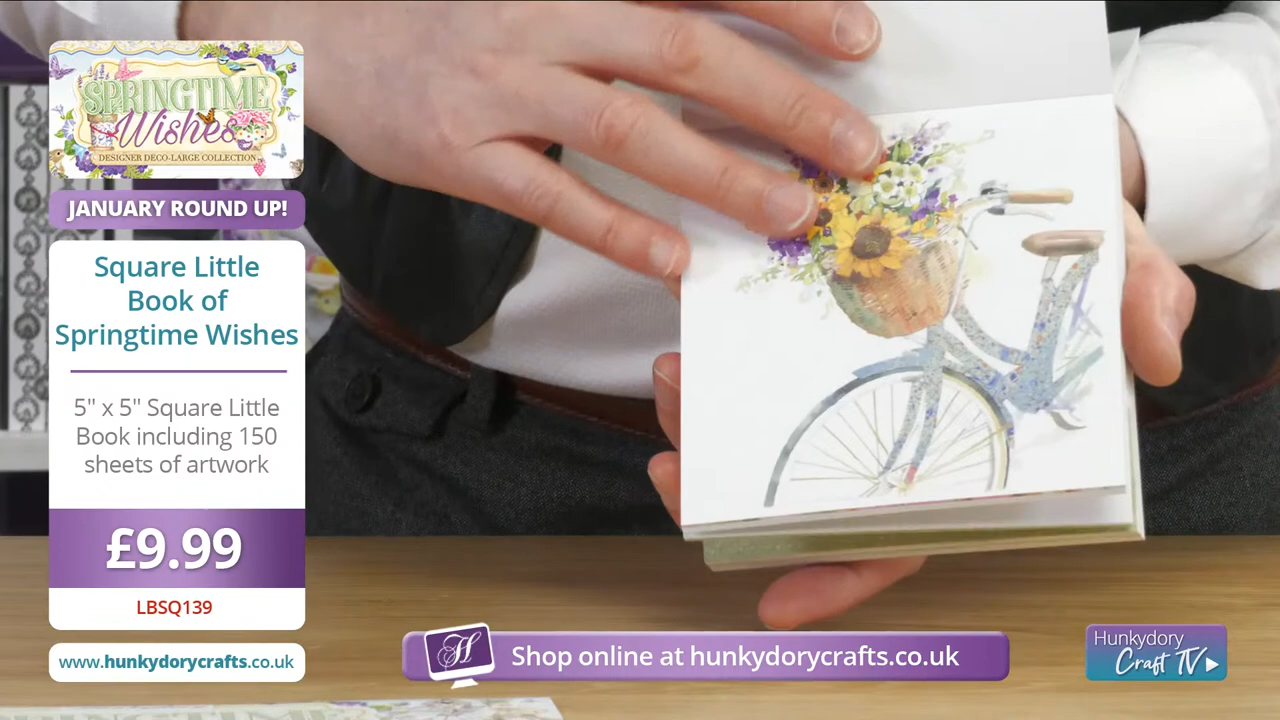 SPRINGTIME
Wishes
DESIGNER DECO-LARGE COLLECTION
JANUARY ROUND UP!
Square Little
Book of
Springtime Wishes
5" x 5" Square Little
Book including 150
sheets of artwork
£9.99
LBSQ139
www.hunkydorycrafts.co.uk
H Shop online at hunkydorycrafts.co.uk
Hunkydory
Craft TV
SPRINGTIME